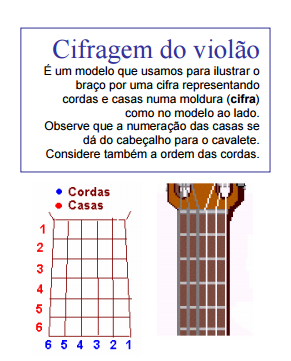 Cifragem do violão
É um modelo que usamos para ilustrar o
braço por uma cifra representando
cordas e casas numa moldura (cifra)
como no modelo ao lado.
Observe que a numeração das casas se
dá do cabeçalho para o cavalete.
Considere também a ordem das cordas.
Cordas
Casas
1
2
3
4
5
6
6 5 4 3 2 1